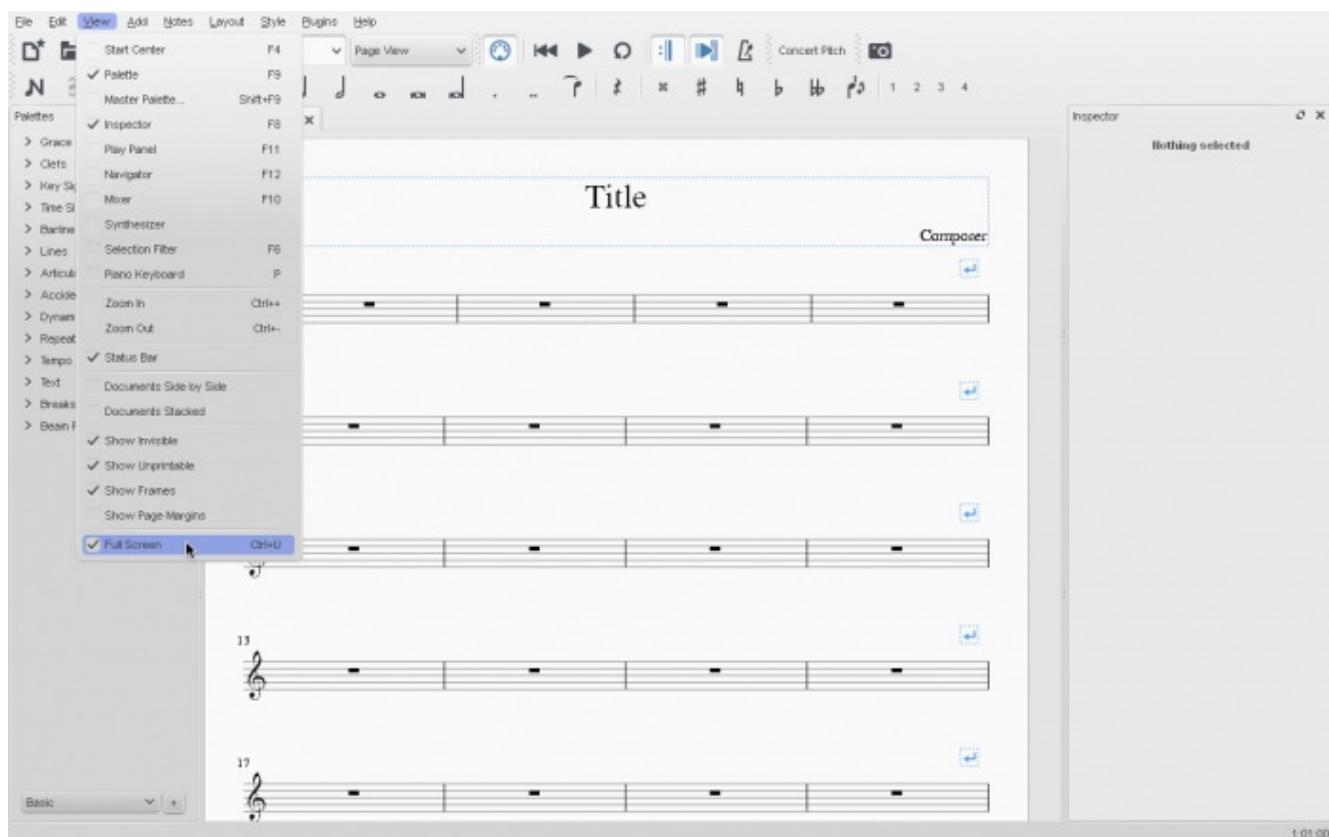 File Edit View Add Notes Layout Style Plugins Help
Page View Concert Pitch
1 2 3 4
Palettes
> Grace
> Clefs
> Key Sig
> Time Si
> Barline
> Lines
> Articula
> Accide
> Dynam
> Repeat
> Tempo
> Text
> Breaks
> Beam P
Basic +
Start Center F4
Palette F9
Master Palette... Shift+F9
Inspector F8
Play Panel F11
Navigator F12
Mixer F10
Synthesizer
Selection Filter F6
Piano Keyboard P
Zoom In Ctrl++
Zoom Out Ctrl+-
Status Bar
Documents Side by Side
Documents Stacked
Show Invisible
Show Unprintable
Show Frames
Show Page Margins
Full Screen Ctrl+U
Title
Composer
13
17
Inspector
Nothing selected
1:01:00